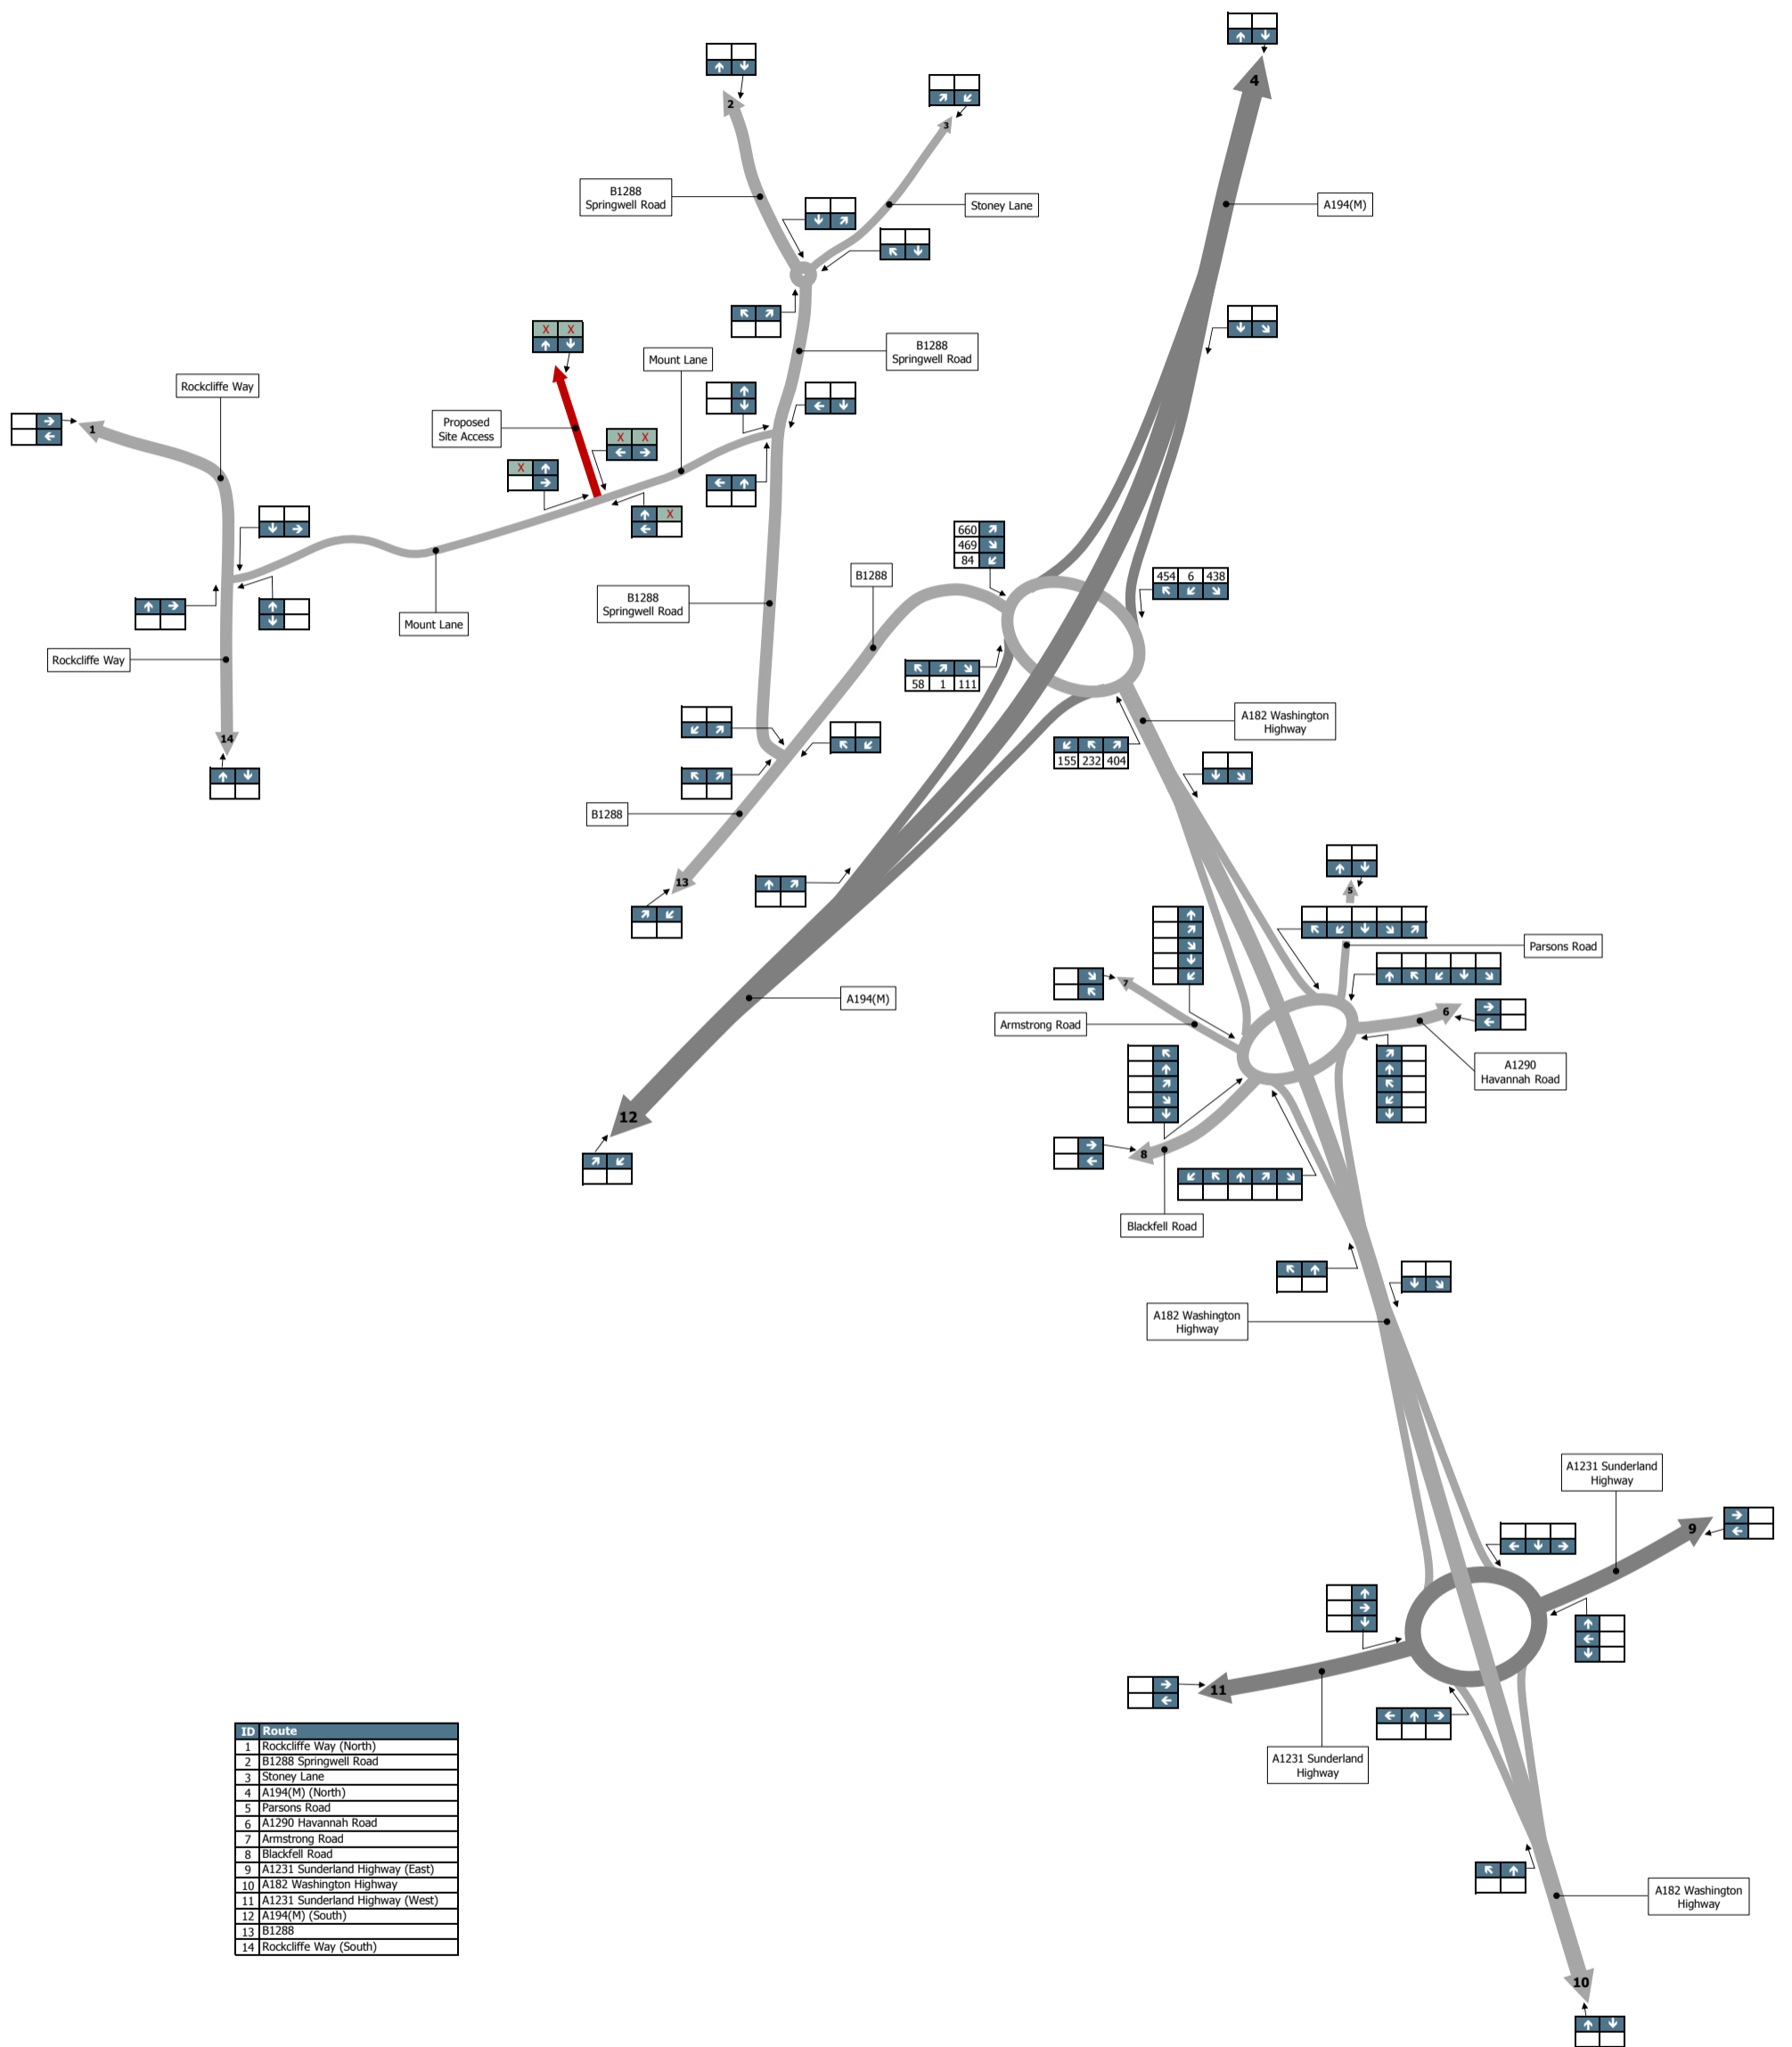 4
2
3
B1288
Springwell Road
Stoney Lane
A194(M)
X X
Mount Lane
B1288
Springwell Road
Rockcliffe Way
1
Proposed
Site Access
X X
X
X
660
469
84
B1288
454 6 438
B1288
Springwell Road
Mount Lane
Rockcliffe Way
58 1 111
A182 Washington
Highway
14
155 232 404
B1288
13
5
Parsons Road
7
A194(M)
Armstrong Road
6
A1290
Havannah Road
12
8
Blackfell Road
A182 Washington
Highway
A1231 Sunderland
Highway
9
11
A1231 Sunderland
Highway
ID Route
1 Rockcliffe Way (North)
2 B1288 Springwell Road
3 Stoney Lane
4 A194(M) (North)
5 Parsons Road
6 A1290 Havannah Road
7 Armstrong Road
8 Blackfell Road
9 A1231 Sunderland Highway (East)
10 A182 Washington Highway
11 A1231 Sunderland Highway (West)
12 A194(M) (South)
13 B1288
14 Rockcliffe Way (South)
A182 Washington
Highway
10